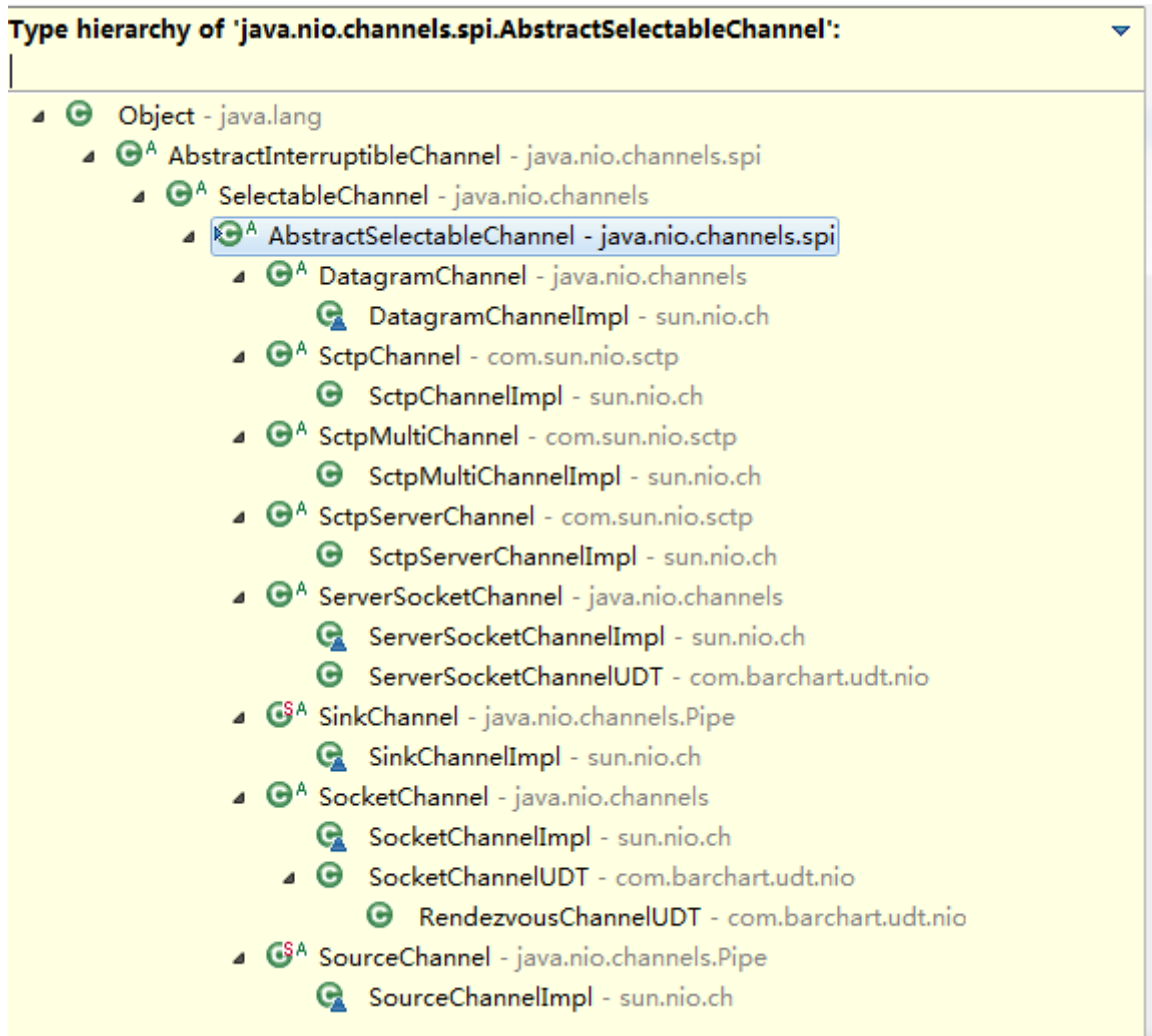 Type hierarchy of 'java.nio.channels.spi.AbstractSelectableChannel':
Object - java.lang
A AbstractInterruptibleChannel - java.nio.channels.spi
A SelectableChannel - java.nio.channels
A AbstractSelectableChannel - java.nio.channels.spi
A DatagramChannel - java.nio.channels
DatagramChannelImpl - sun.nio.ch
A SctpChannel - com.sun.nio.sctp
SctpChannelImpl - sun.nio.ch
A SctpMultiChannel - com.sun.nio.sctp
SctpMultiChannelImpl - sun.nio.ch
A SctpServerChannel - com.sun.nio.sctp
SctpServerChannelImpl - sun.nio.ch
A ServerSocketChannel - java.nio.channels
ServerSocketChannelImpl - sun.nio.ch
ServerSocketChannelUDT - com.barchart.udt.nio
S A SinkChannel - java.nio.channels.Pipe
SinkChannelImpl - sun.nio.ch
A SocketChannel - java.nio.channels
SocketChannelImpl - sun.nio.ch
SocketChannelUDT - com.barchart.udt.nio
RendezvousChannelUDT - com.barchart.udt.nio
S A SourceChannel - java.nio.channels.Pipe
SourceChannelImpl - sun.nio.ch